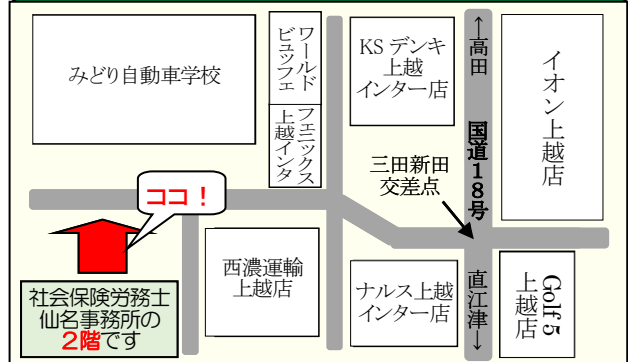 みどり自動車学校
ワールド
ビュッフェ
フェニックス
上越インタ
KSデンキ
上越
インター店
↑高田
国道18号
イオン上越店
三田新田
交差点
ココ！
社会保険労務士
仙名事務所の
2階です
西濃運輸
上越店
ナルス上越
インター店
直江津↓
Golf 5
上越店